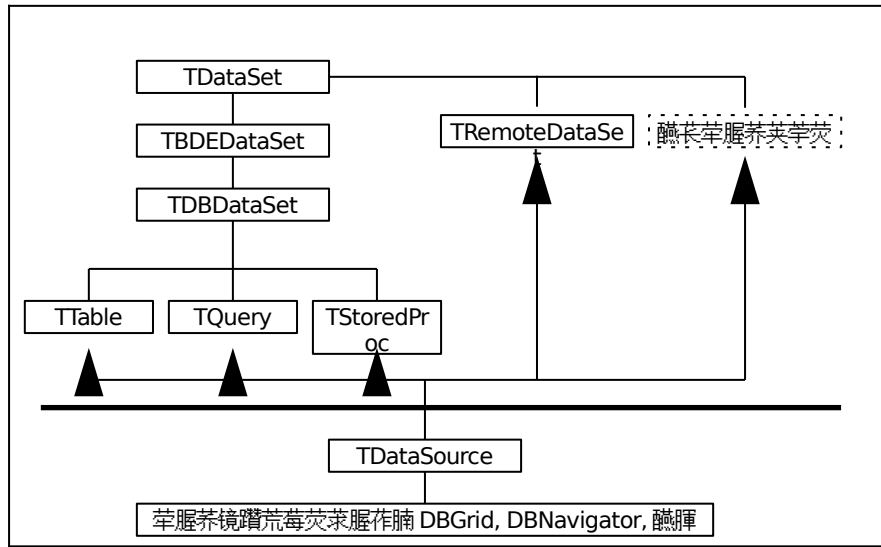 TDataSet
TBDEDataSet
TRemoteDataSe
t
TDBDataSet
TTable
TQuery
TStoredPr
oc
TDataSource
DBGrid, DBNavigator,